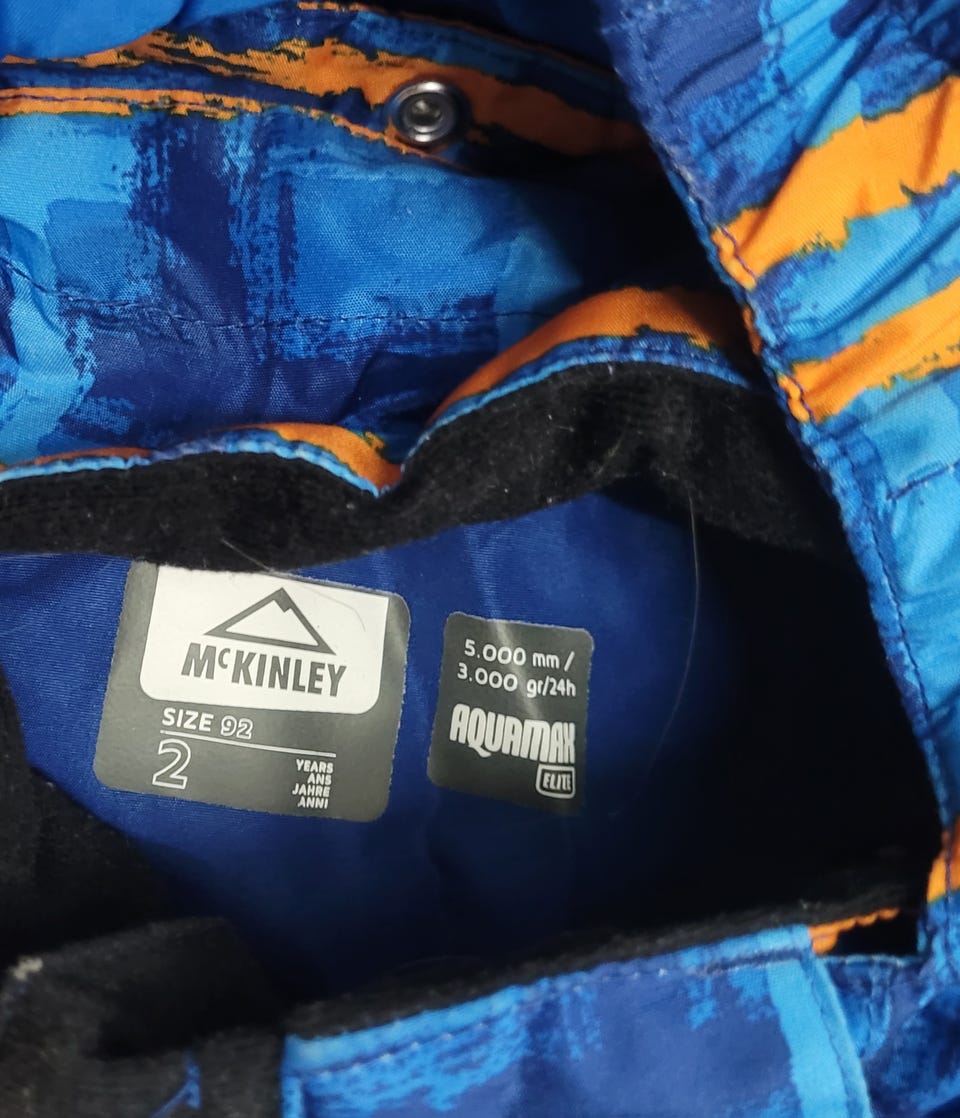 McKINLEY
SIZE 92
2
YEARS
ANS
JAHRE
ANNI
5.000 mm /
3.000 gr/24h
AQUAMAX
ELITE